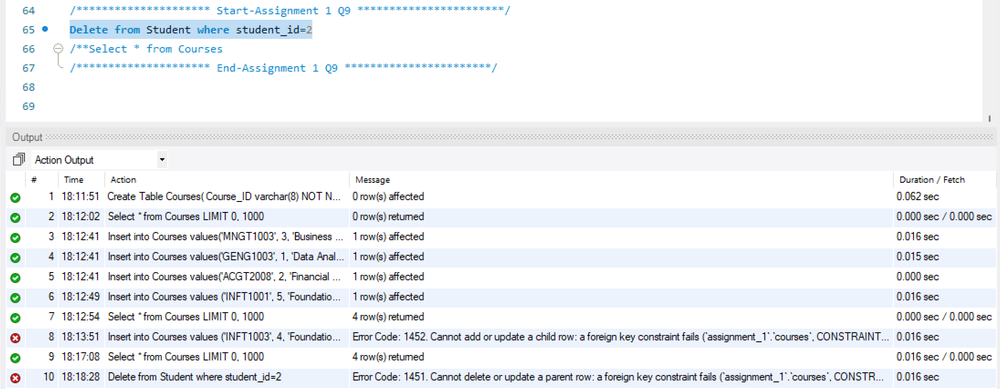 64 /********************* Start-Assignment 1 Q9 ***********************/
65 Delete from Student where student_id=2
66 /**Select * from Courses
67 /********************* End-Assignment 1 Q9 ***********************/
68
69
Output
Action Output
# Time Action Message Duration / Fetch
1 18:11:51 Create Table Courses( Course_ID varchar(8) NOT N... 0 row(s) affected 0.062 sec
2 18:12:02 Select * from Courses LIMIT 0, 1000 0 row(s) returned 0.000 sec / 0.000 sec
3 18:12:41 Insert into Courses values('MNGT1003', 3, 'Business ... 1 row(s) affected 0.016 sec
4 18:12:41 Insert into Courses values('GENG1003', 1, 'Data Anal... 1 row(s) affected 0.015 sec
5 18:12:41 Insert into Courses values('ACGT2008', 2, 'Financial ... 1 row(s) affected 0.000 sec
6 18:12:49 Insert into Courses values ('INFT1001', 5, 'Foundatio... 1 row(s) affected 0.016 sec
7 18:12:54 Select * from Courses LIMIT 0, 1000 4 row(s) returned 0.000 sec / 0.000 sec
8 18:13:51 Insert into Courses values ('INFT1003', 4, 'Foundatio... Error Code: 1452. Cannot add or update a child row: a foreign key constraint fails (`assignment_1`.`courses`, CONSTRAINT... 0.016 sec
9 18:17:08 Select * from Courses LIMIT 0, 1000 4 row(s) returned 0.016 sec / 0.000 sec
10 18:18:28 Delete from Student where student_id=2 Error Code: 1451. Cannot delete or update a parent row: a foreign key constraint fails (`assignment_1`.`courses`, CONSTR... 0.016 sec